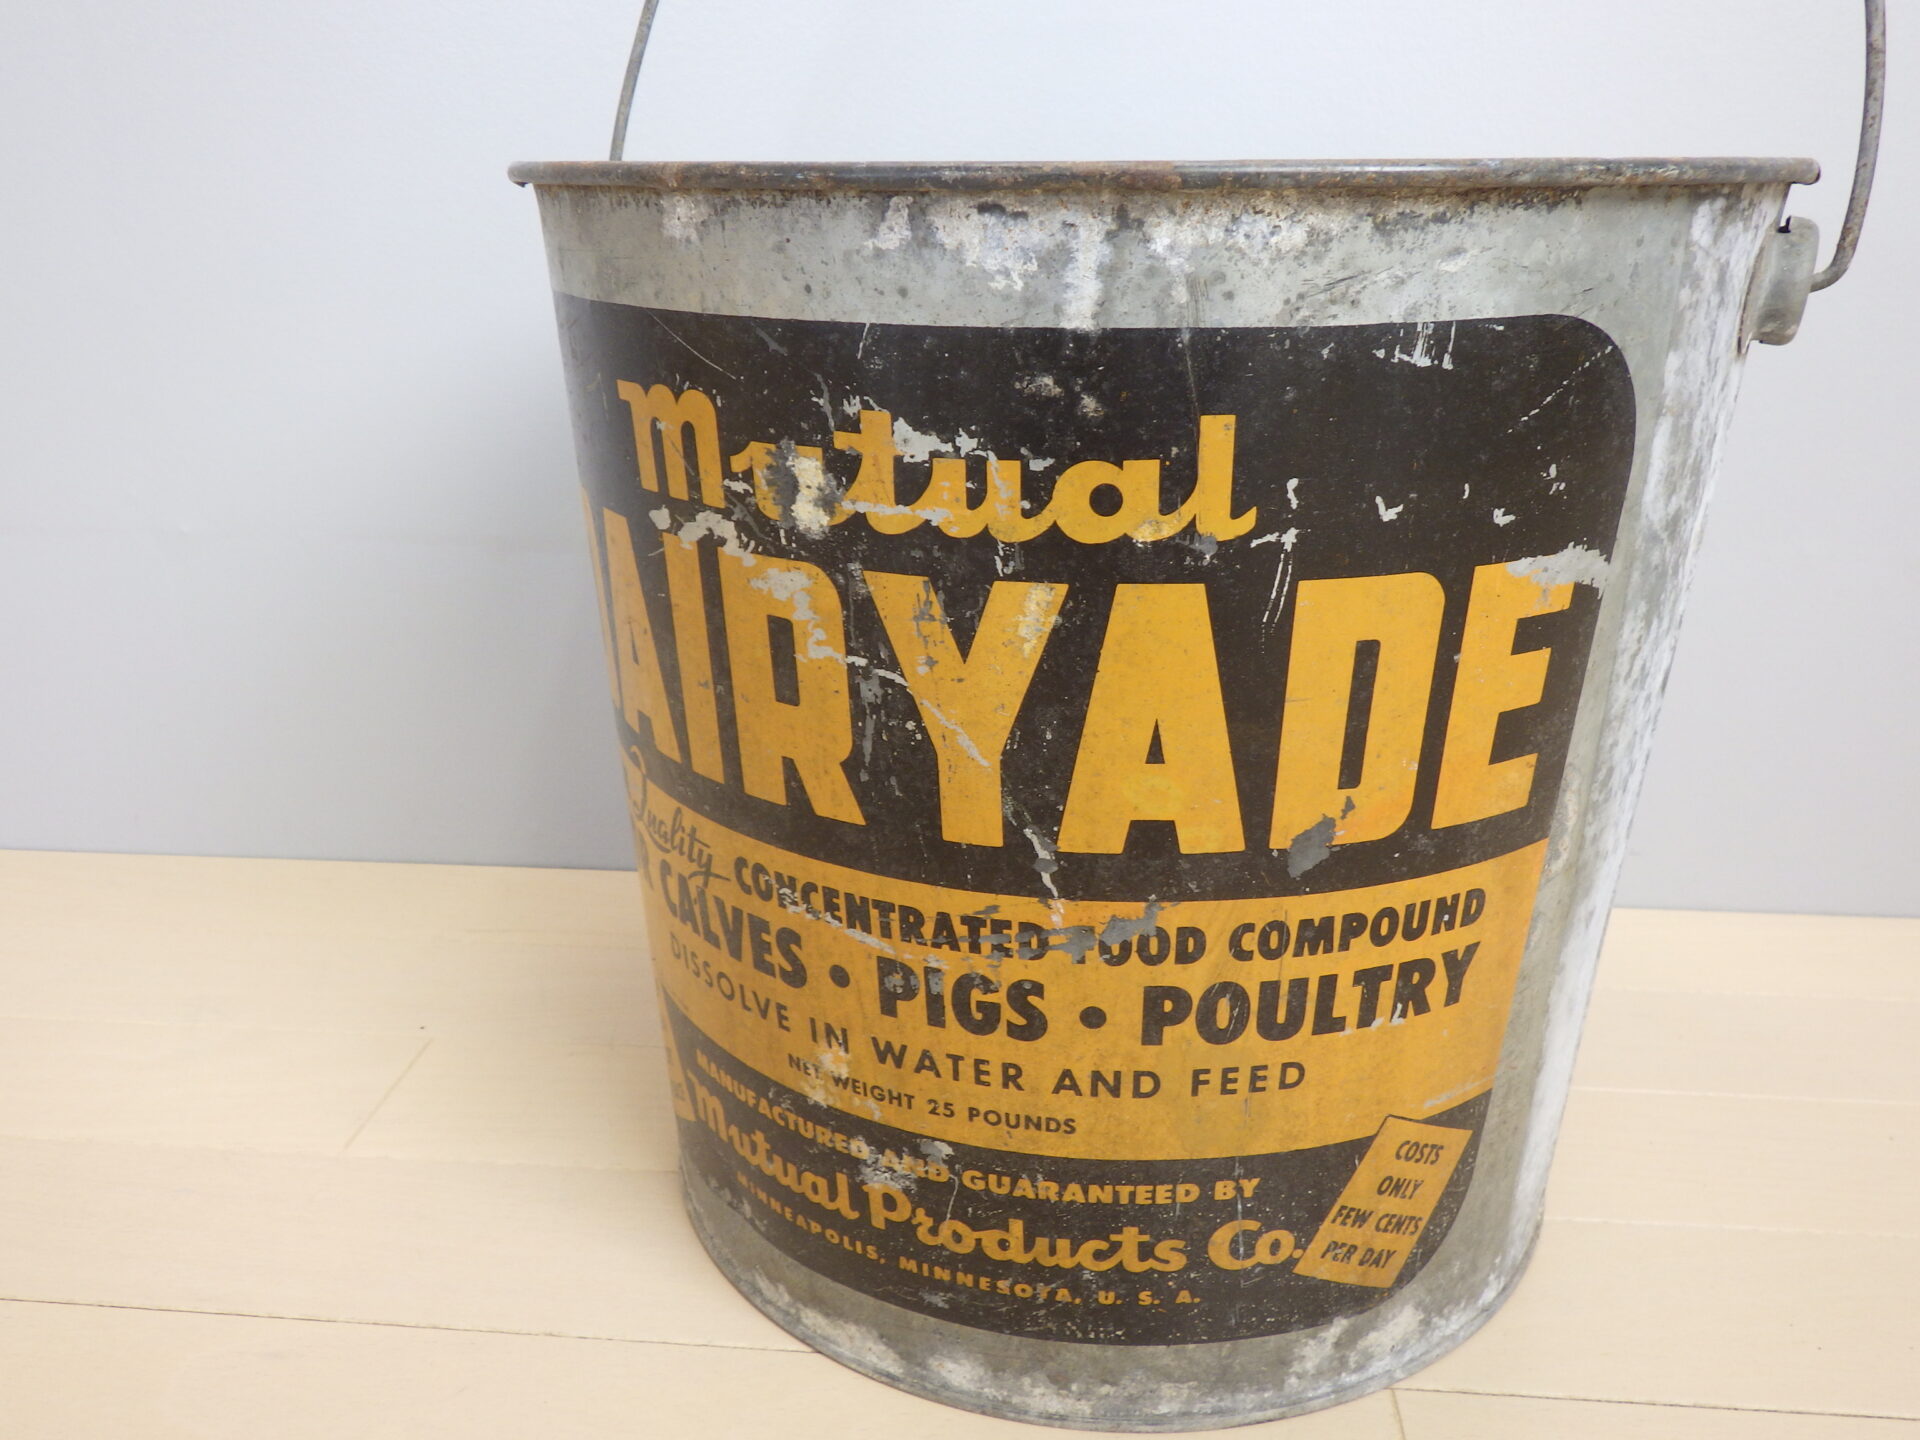 Mutual
DAIRYADE
Quality CONCENTRATED FOOD COMPOUND
CALVES • PIGS • POULTRY
DISSOLVE IN WATER AND FEED
NET WEIGHT 25 POUNDS
MANUFACTURED AND GUARANTEED BY
Mutual Products Co.
MINNEAPOLIS, MINNESOTA, U. S. A.
COSTS
ONLY
FEW CENTS
PER DAY